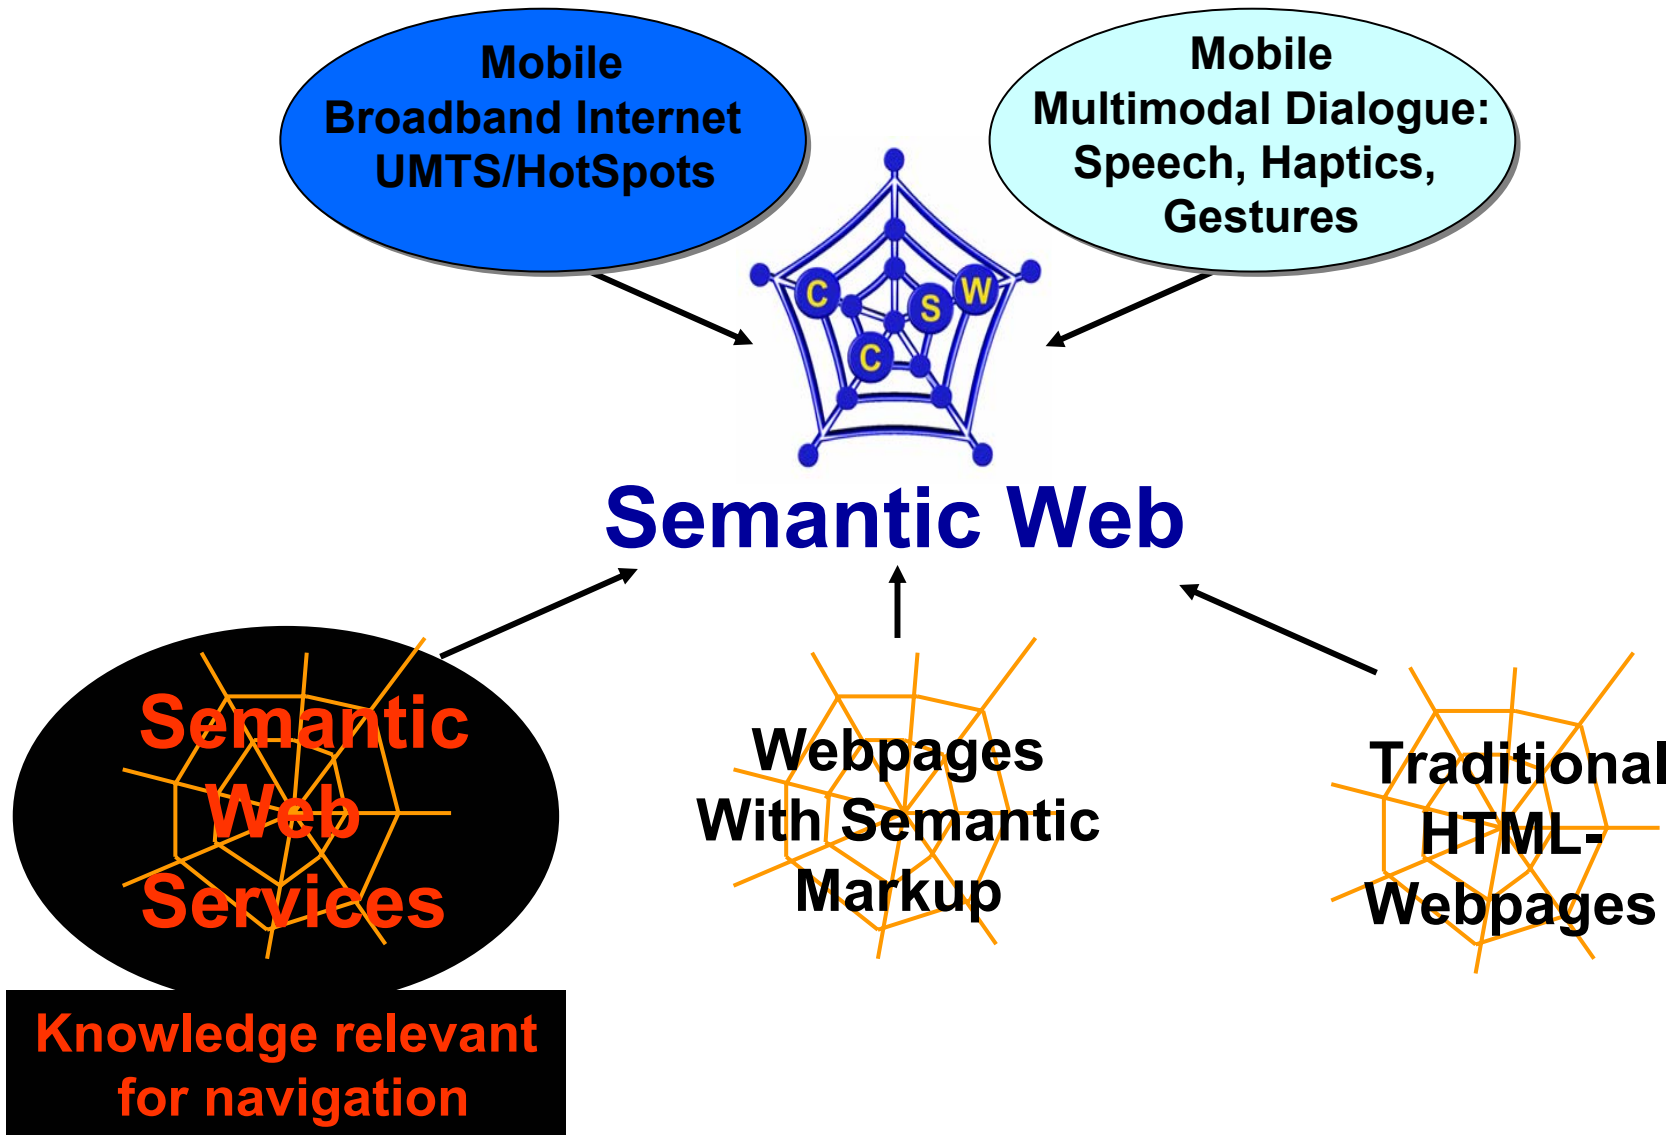 Mobile
Broadband Internet
UMTS/HotSpots
Mobile
Multimodal Dialogue:
Speech, Haptics,
Gestures
C
S
W
C
Semantic Web
Semantic
Web
Services
Webpages
With Semantic
Markup
Traditional
HTML-
Webpages
Knowledge relevant
for navigation